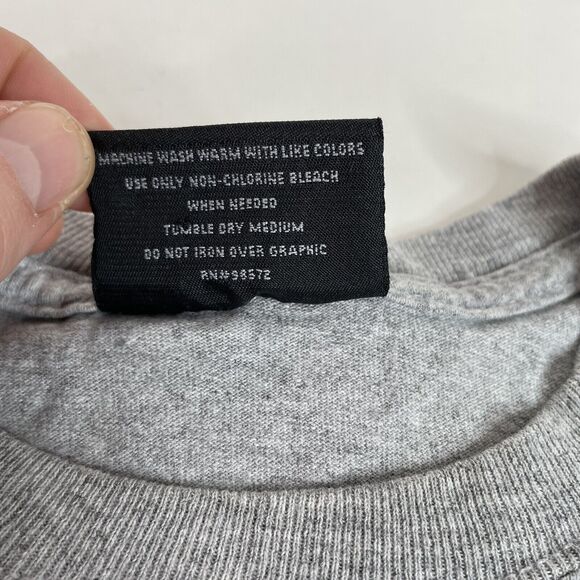 MACHINE WASH WARM WITH LIKE COLORS
USE ONLY NON-CHLORINE BLEACH
WHEN NEEDED
TUMBLE DRY MEDIUM
DO NOT IRON OVER GRAPHIC
RN#98572